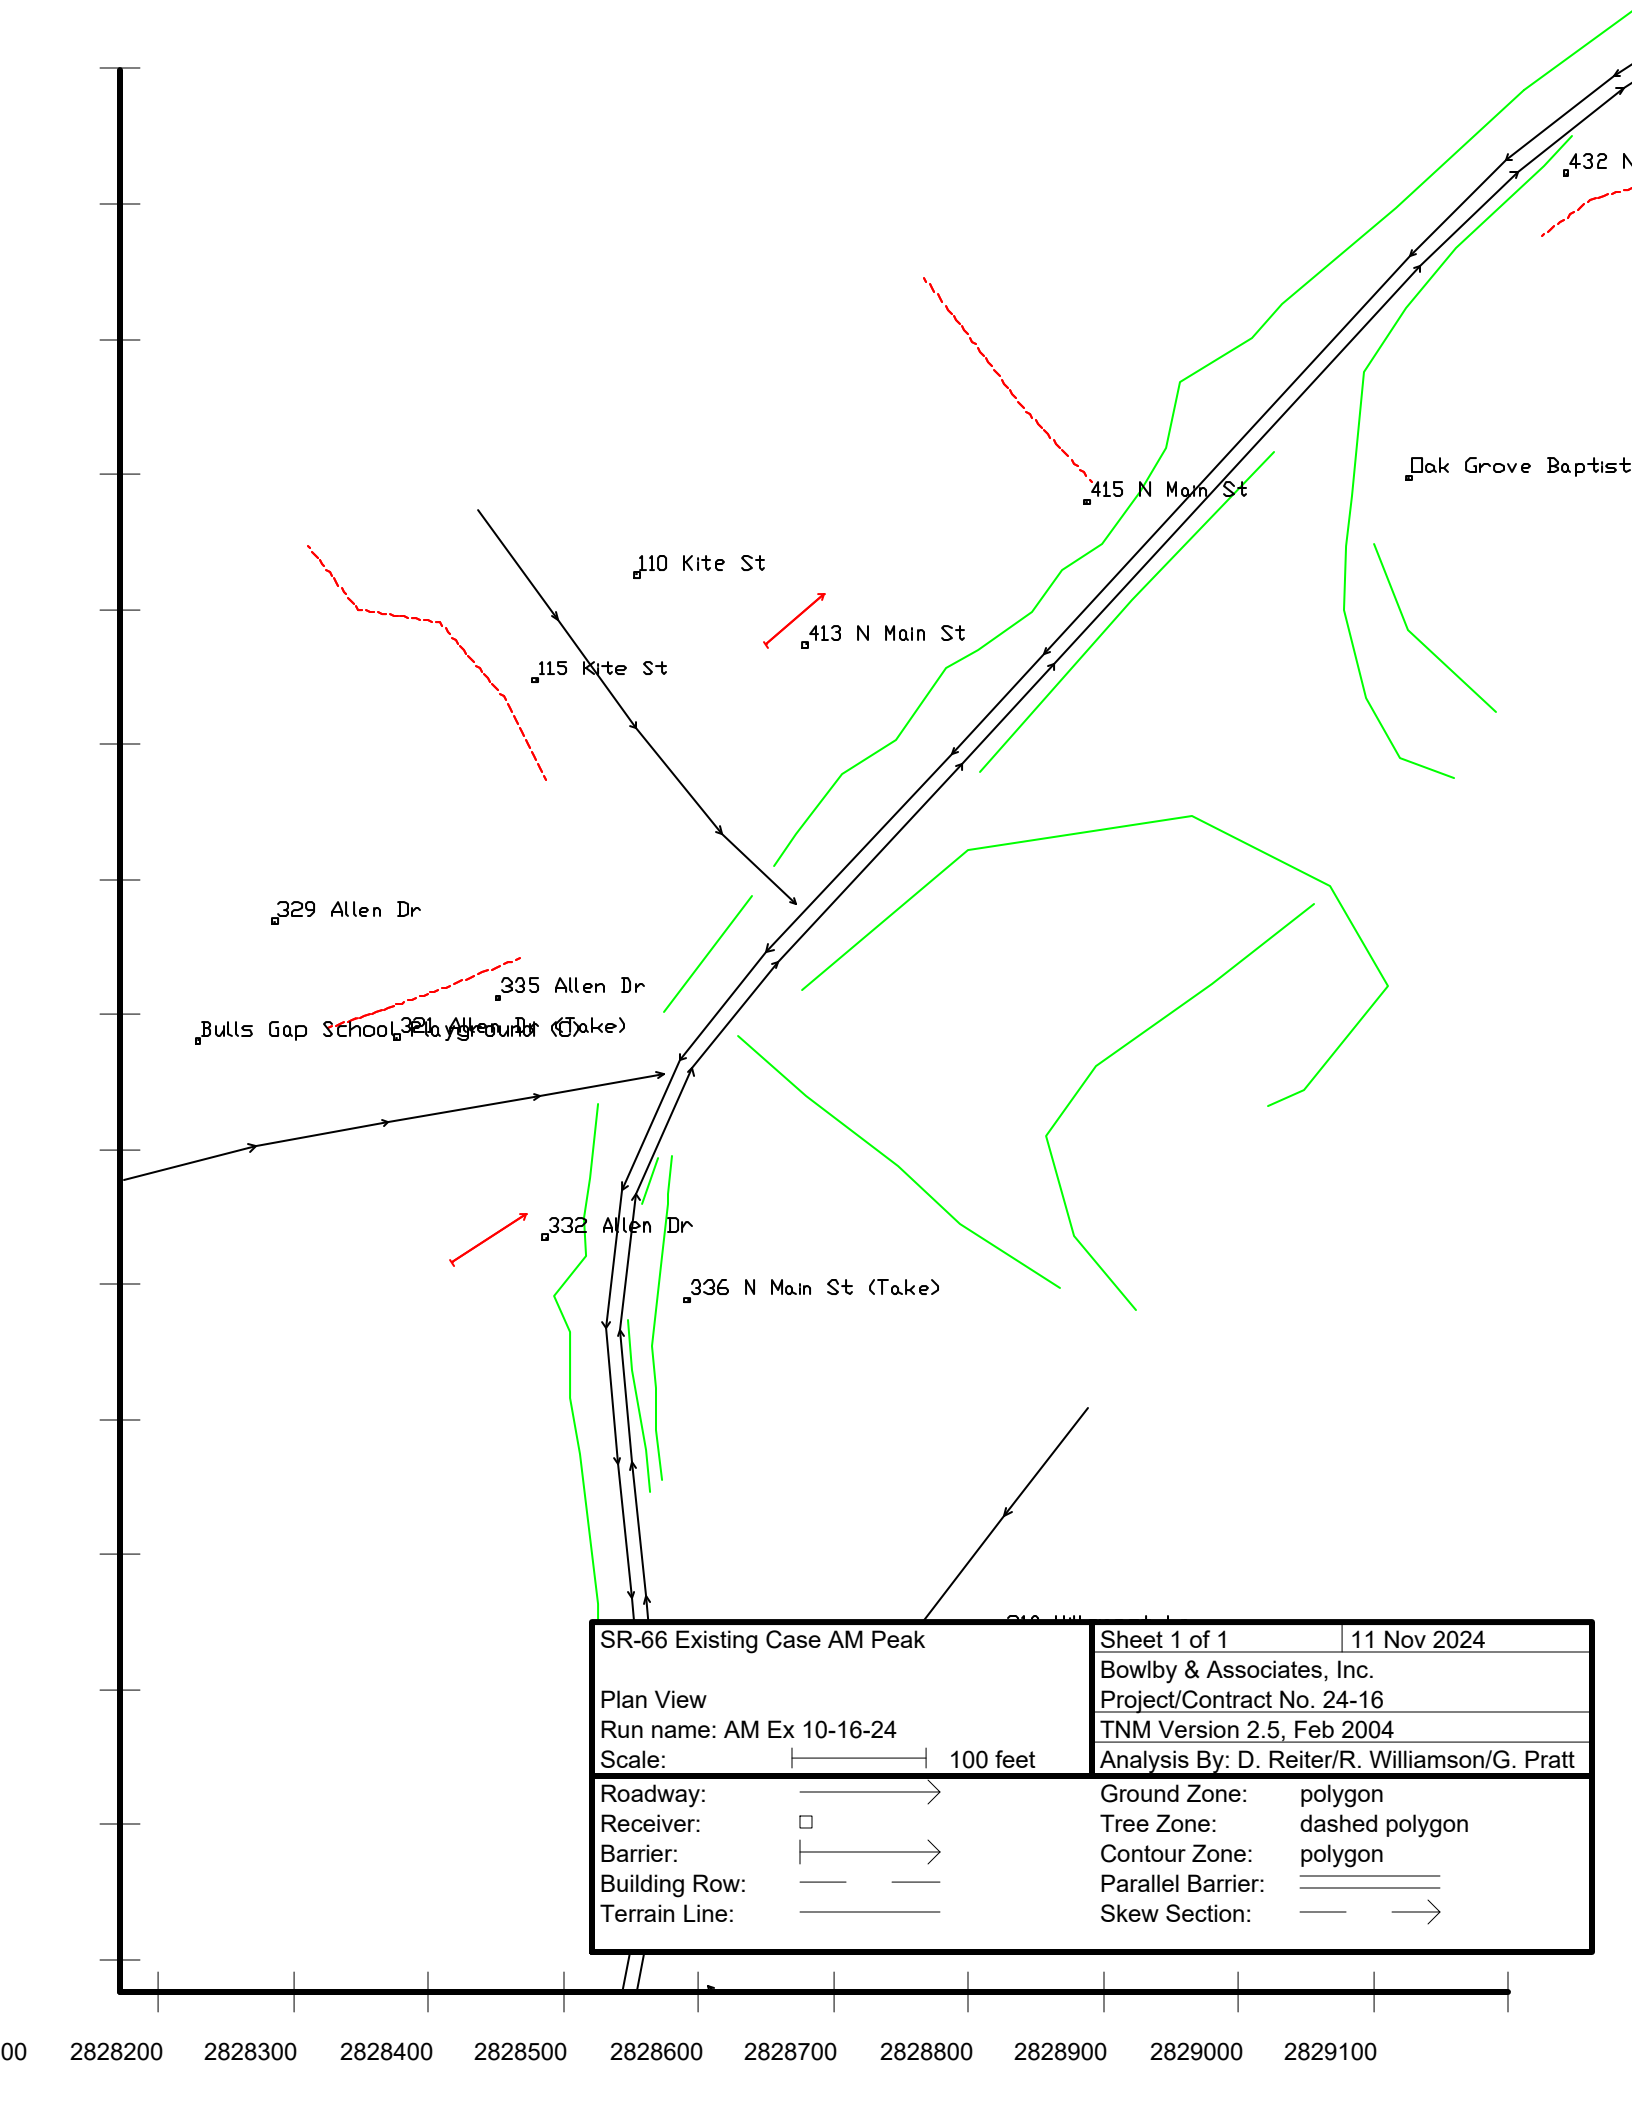 432 N
Oak Grove Baptist
415 N Main St
110 Kite St
413 N Main St
115 Kite St
329 Allen Dr
335 Allen Dr
Bulls Gap School Playground (C)
321 Allen Dr (Take)
332 Allen Dr
336 N Main St (Take)
SR-66 Existing Case AM Peak
Plan View
Run name: AM Ex 10-16-24
Scale: 100 feet
Sheet 1 of 1 11 Nov 2024
Bowlby & Associates, Inc.
Project/Contract No. 24-16
TNM Version 2.5, Feb 2004
Analysis By: D. Reiter/R. Williamson/G. Pratt
Roadway:
Receiver:
Barrier:
Building Row:
Terrain Line:
Ground Zone: polygon
Tree Zone: dashed polygon
Contour Zone: polygon
Parallel Barrier:
Skew Section:
00 2828200 2828300 2828400 2828500 2828600 2828700 2828800 2828900 2829000 2829100